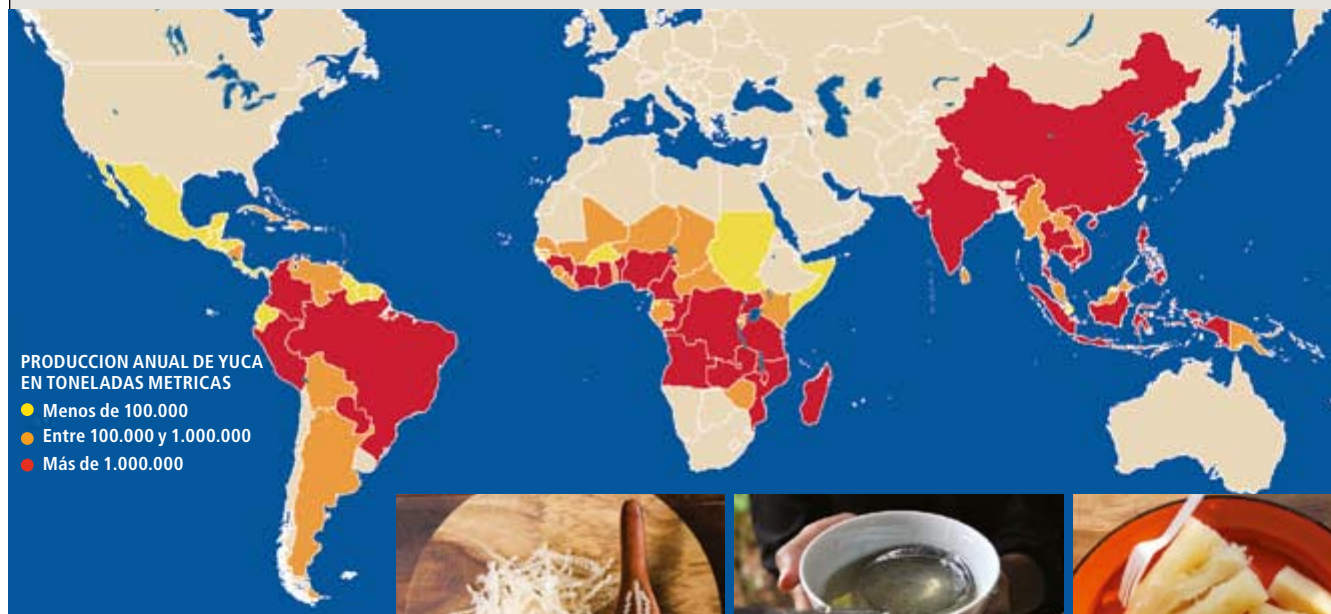 PRODUCCION ANUAL DE YUCA
EN TONELADAS METRICAS
Menos de 100.000
Entre 100.000 y 1.000.000
Más de 1.000.000